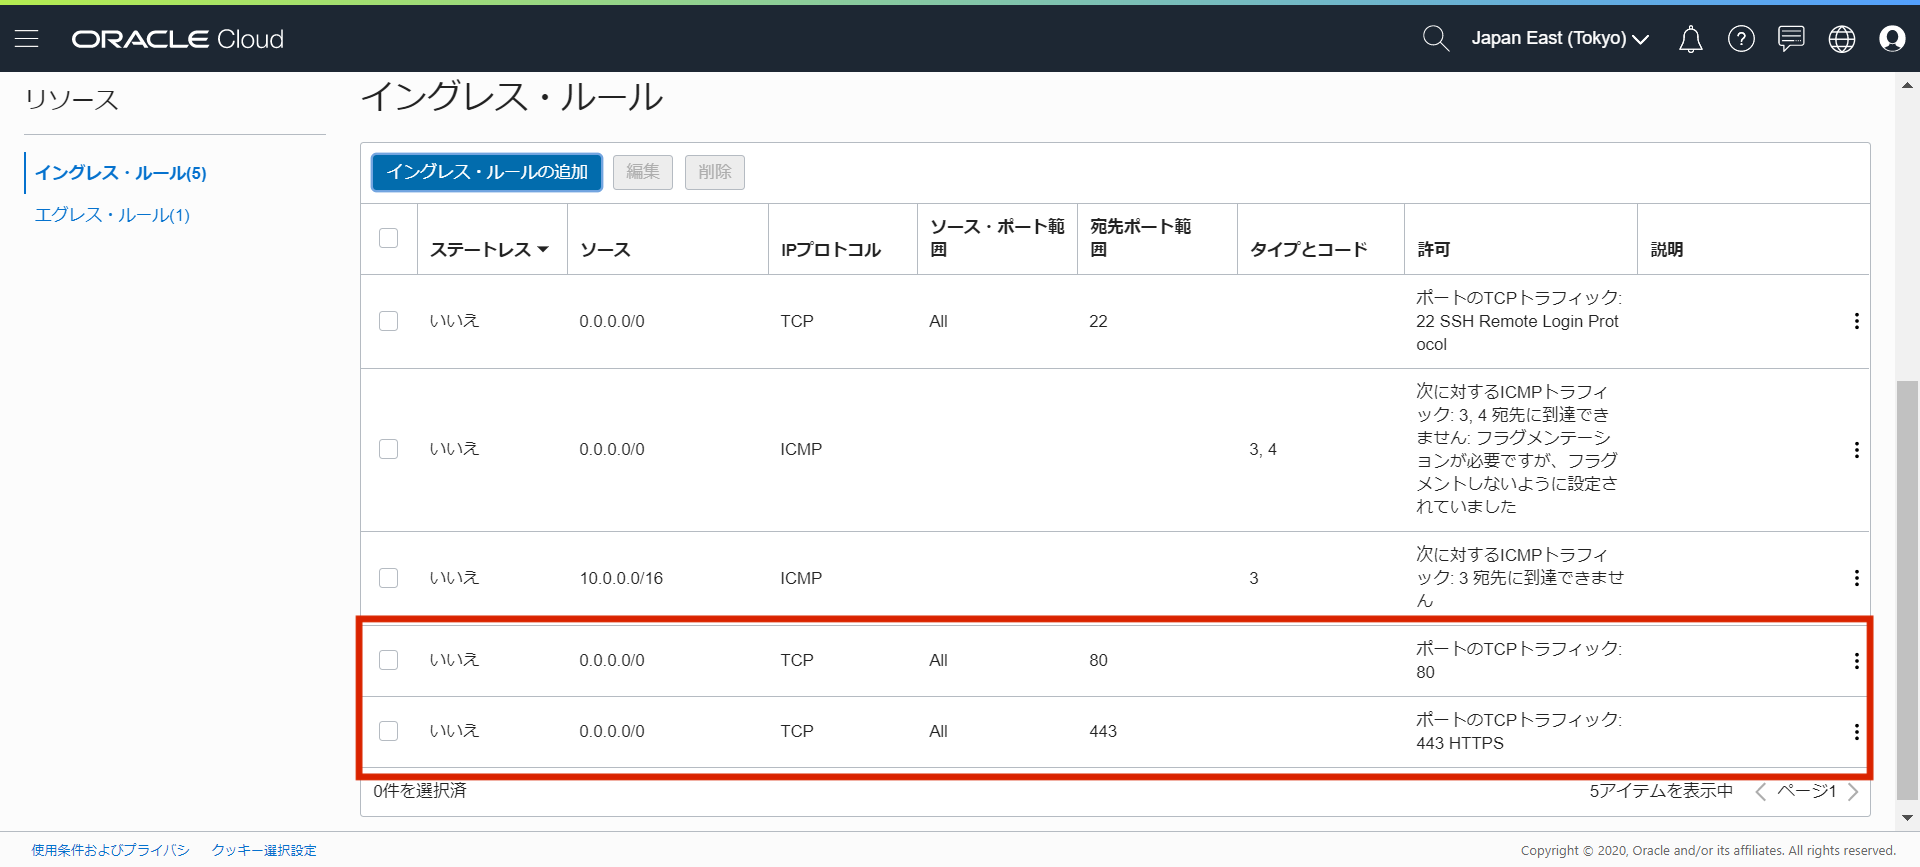 ORACLE Cloud
Japan East (Tokyo)
リソース
イングレス・ルール(5)
エグレス・ルール(1)
イングレス・ルール
イングレス・ルールの追加 編集 削除
ステートレス ソース IPプロトコル ソース・ポート範囲 宛先ポート範囲 タイプとコード 許可 説明
いいえ 0.0.0.0/0 TCP All 22
ポートのTCPトラフィック:
22 SSH Remote Login Prot
ocol
いいえ 0.0.0.0/0 ICMP 3, 4
次に対するICMPトラフィ
ック: 3, 4 宛先に到達でき
ません: フラグメンテーシ
ョンが必要ですが、フラグ
メントしないように設定さ
れていました
いいえ 10.0.0.0/16 ICMP 3
次に対するICMPトラフィ
ック: 3 宛先に到達できませ
ん
いいえ 0.0.0.0/0 TCP All 80
ポートのTCPトラフィック:
80
いいえ 0.0.0.0/0 TCP All 443
ポートのTCPトラフィック:
443 HTTPS
0件を選択済
5アイテムを表示中 ページ1
使用条件およびプライバシ クッキー選択設定
Copyright © 2020, Oracle and/or its affiliates. All rights reserved.